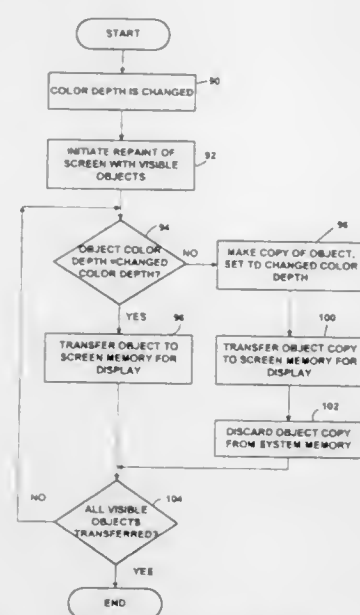 START
90
COLOR DEPTH IS CHANGED
INITIATE REPAINT OF
SCREEN WITH VISIBLE
OBJECTS
92
94
OBJECT COLOR
DEPTH =CHANGED
COLOR DEPTH?
NO
YES
96
TRANSFER OBJECT TO
SCREEN MEMORY FOR
DISPLAY
MAKE COPY OF OBJECT,
SET TO CHANGED COLOR
DEPTH
100
TRANSFER OBJECT COPY
TO SCREEN MEMORY FOR
DISPLAY
102
DISCARD OBJECT COPY
FROM SYSTEM MEMORY
104
ALL VISIBLE
OBJECTS
TRANSFERRED?
NO
YES
END